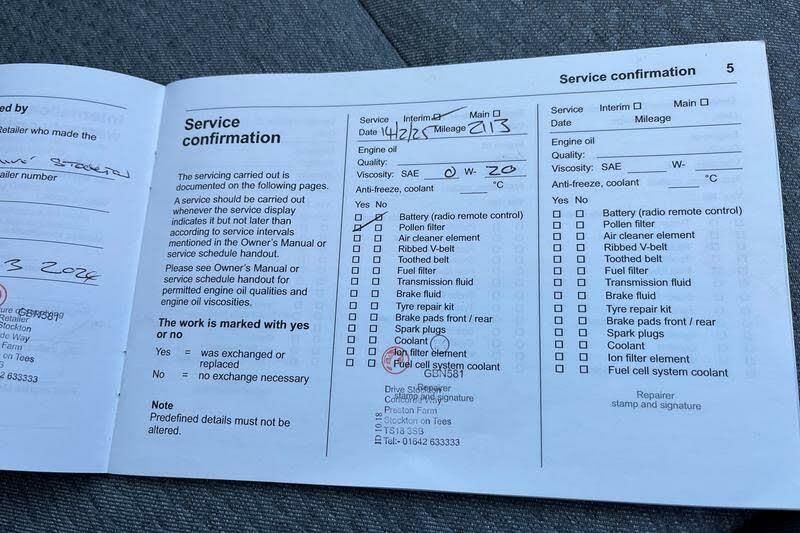 ed by
Retailer who made the
STOCKTON
ailer number
3 2024
GBN581
Retailer
Stockton
de Way
Farm
on Tees
642 633333
Service confirmation 5
Service
confirmation
The servicing carried out is
documented on the following pages.
A service should be carried out
whenever the service display
indicates it but not later than
according to service intervals
mentioned in the Owner's Manual or
service schedule handout.
Please see Owner's Manual or
service schedule handout for
permitted engine oil qualities and
engine oil viscosities.
The work is marked with yes
or no
Yes = was exchanged or
replaced
No = no exchange necessary
Note
Predefined details must not be
altered.
Service Interim Main
Date 14/2/25 Mileage 2113
Engine oil
Quality:
Viscosity: SAE 0 W- 20
Anti-freeze, coolant °C
Yes No
Battery (radio remote control)
Pollen filter
Air cleaner element
Ribbed V-belt
Toothed belt
Fuel filter
Transmission fluid
Brake fluid
Tyre repair kit
Brake pads front / rear
Spark plugs
Coolant
Ion filter element
Fuel cell system coolant
GBN581
Repairer
stamp and signature
Drive Stockton
Concorde Way
Preston Farm
Stockton on Tees
TS18 3SB
Tel:- 01642 633333
ID 10.18
Service Interim Main
Date Mileage
Engine oil
Quality:
Viscosity: SAE W-
Anti-freeze, coolant °C
Yes No
Battery (radio remote control)
Pollen filter
Air cleaner element
Ribbed V-belt
Toothed belt
Fuel filter
Transmission fluid
Brake fluid
Tyre repair kit
Brake pads front / rear
Spark plugs
Coolant
Ion filter element
Fuel cell system coolant
Repairer
stamp and signature